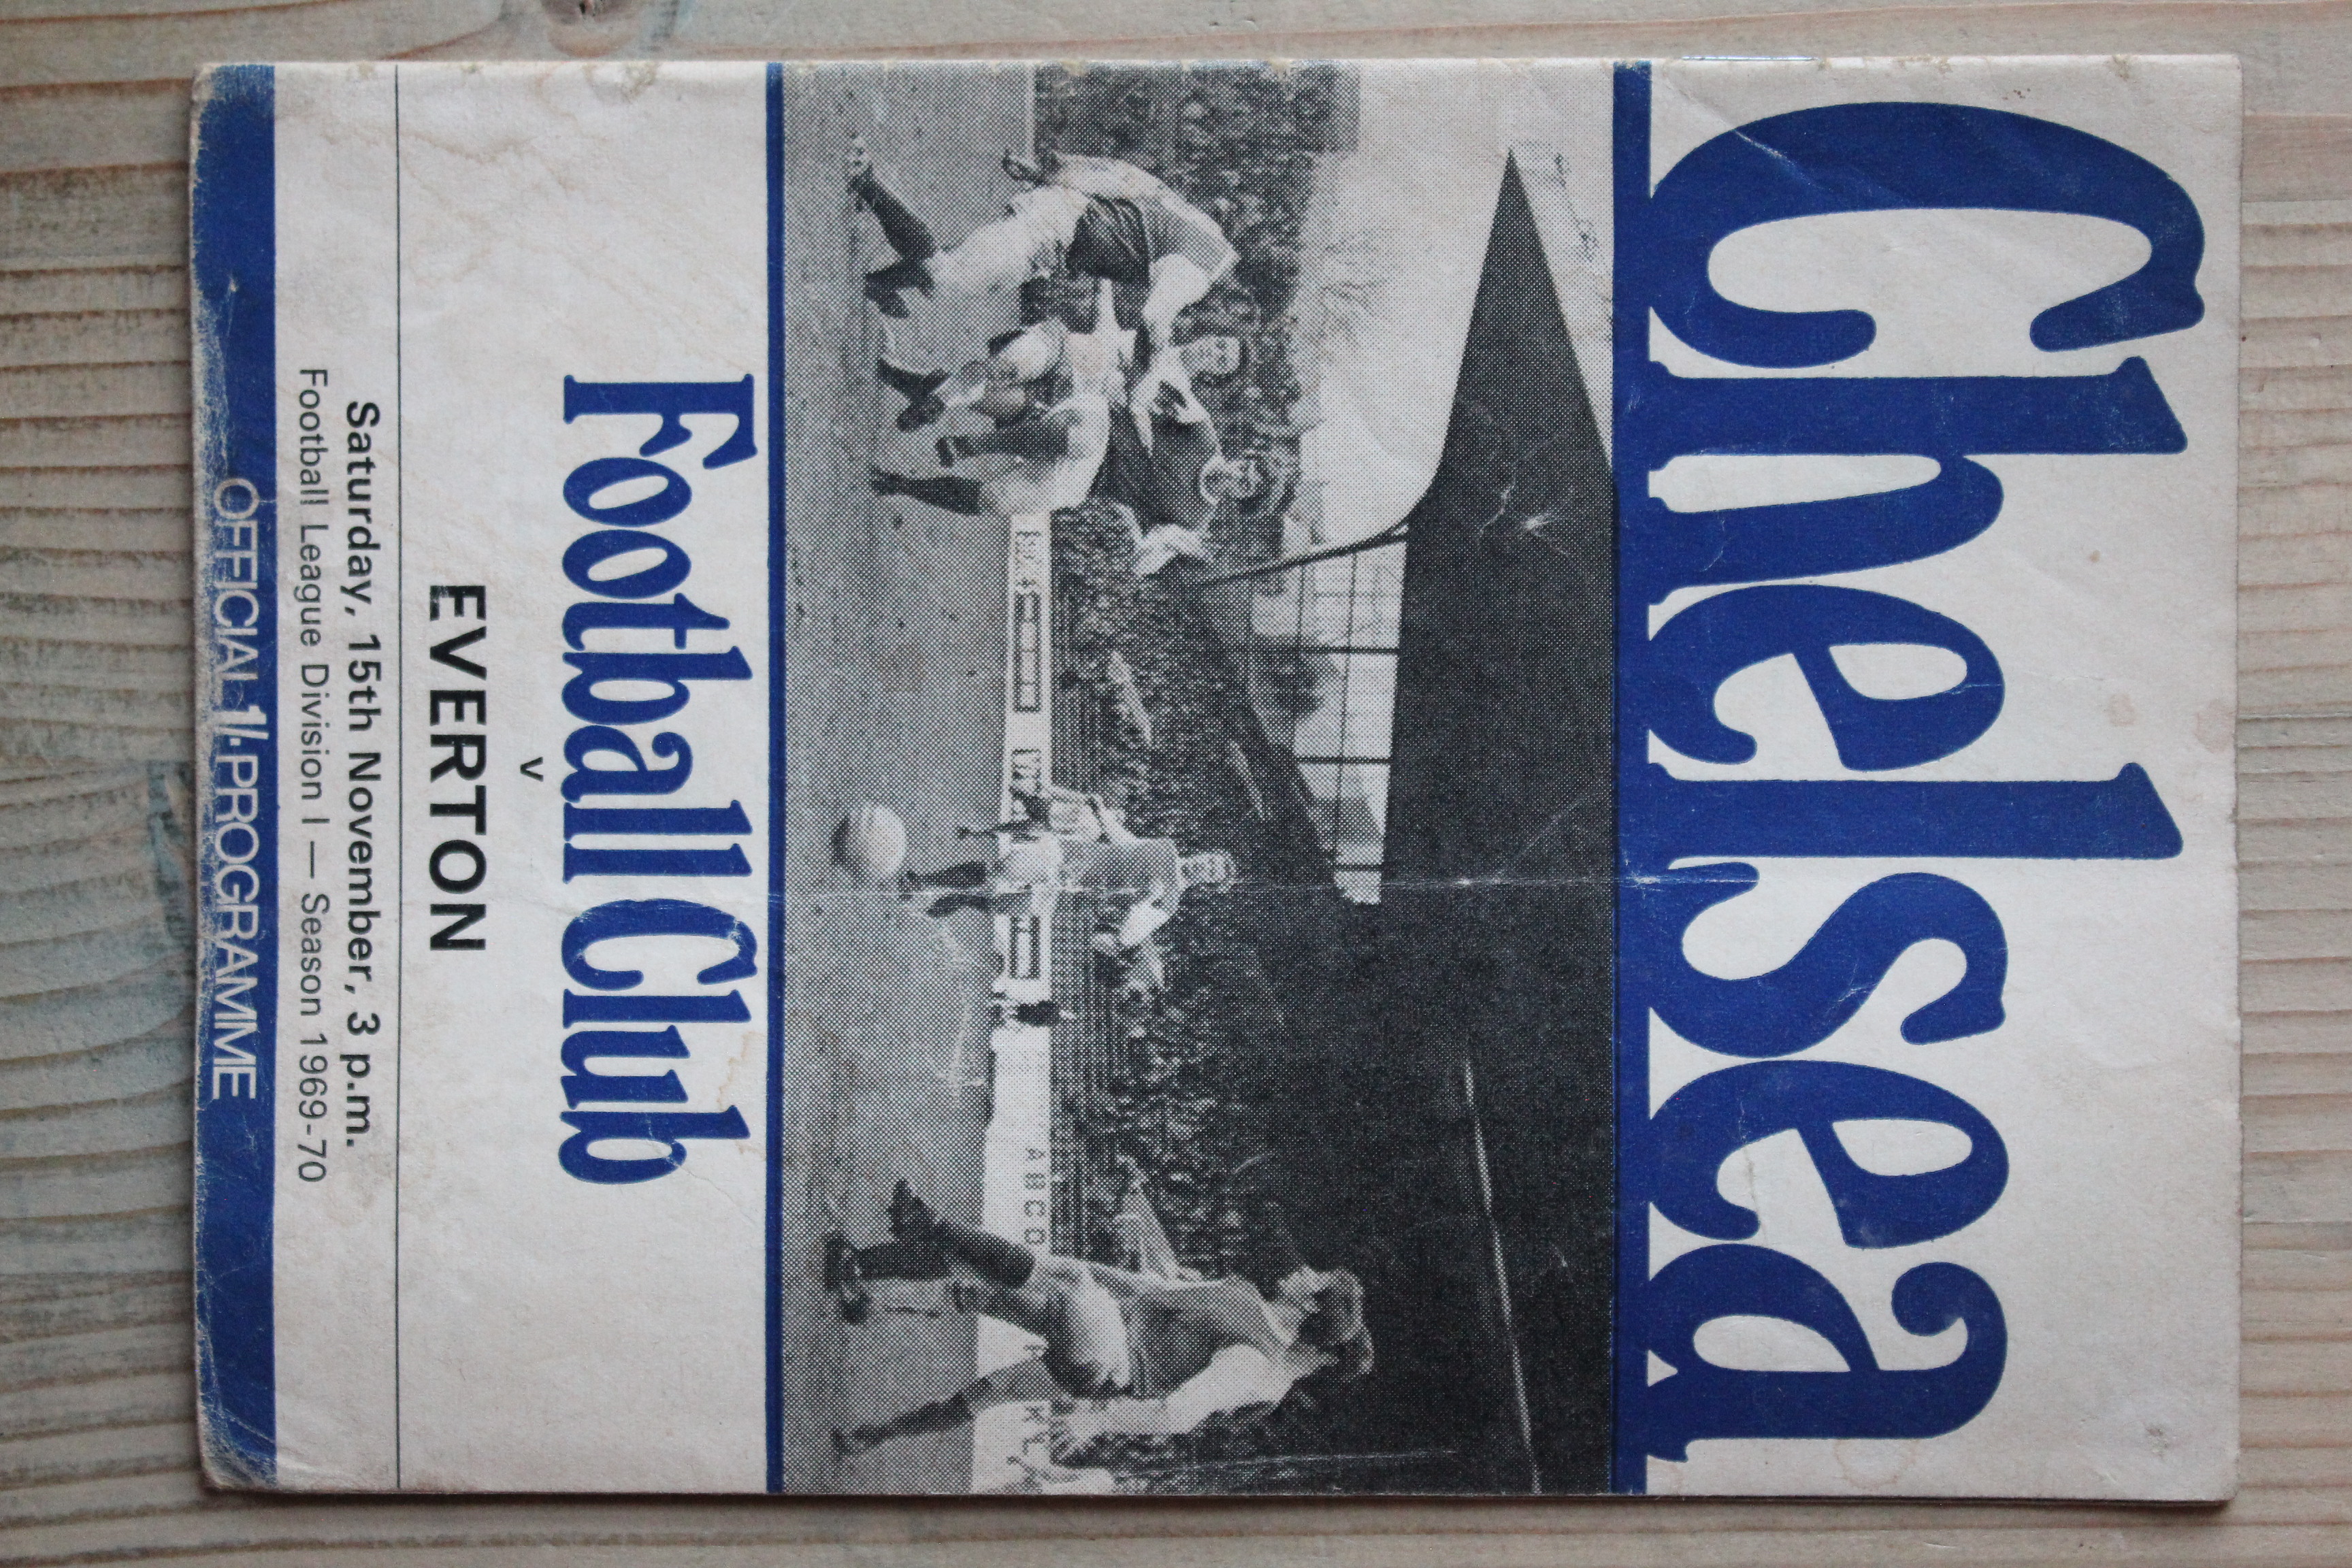 Chelsea
A B C D
Football Club
v
EVERTON
Saturday, 15th November, 3 p.m.
Football League Division I — Season 1969-70
OFFICIAL 1/- PROGRAMME